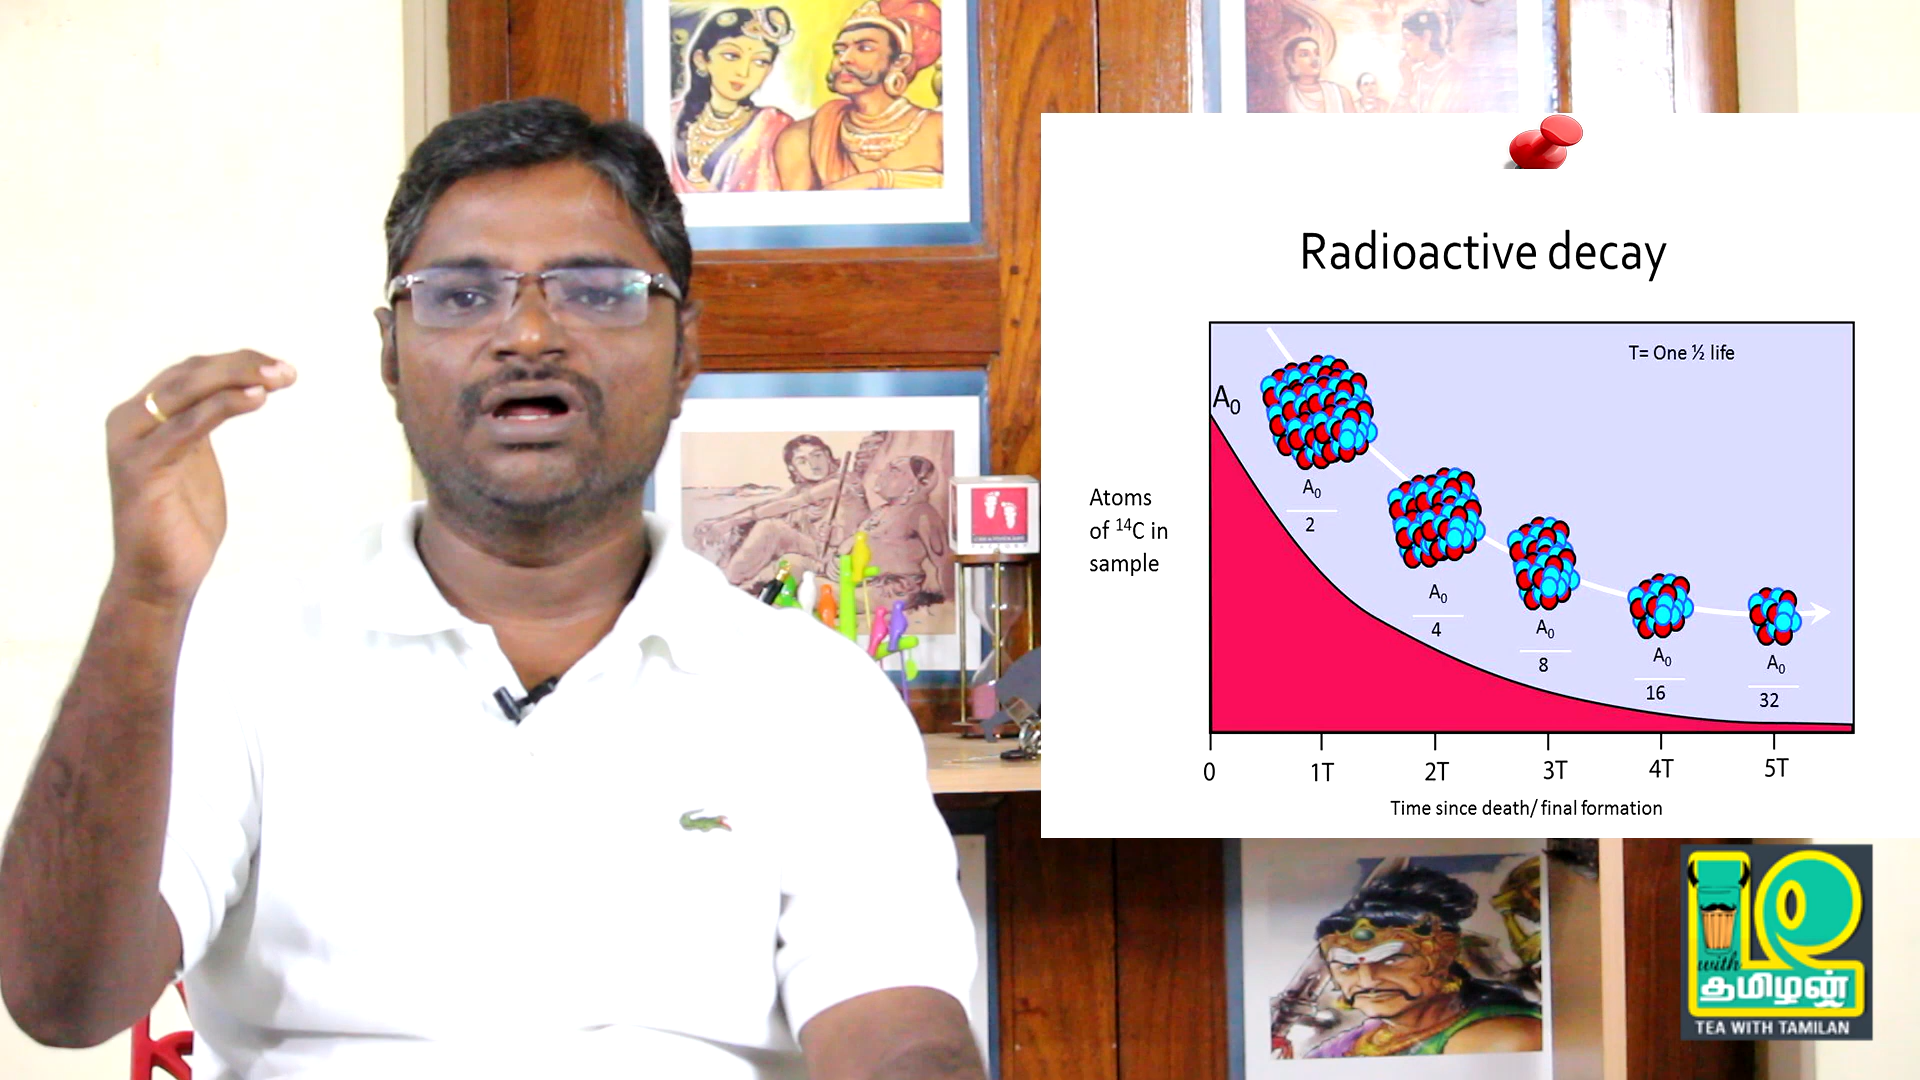 Radioactive decay
T= One ½ life
A₀
Atoms
of ¹⁴C in
sample
A₀
2
A₀
4
A₀
8
A₀
16
A₀
32
0 1T 2T 3T 4T 5T
Time since death/ final formation
டீ
with
தமிழன்
TEA WITH TAMILAN